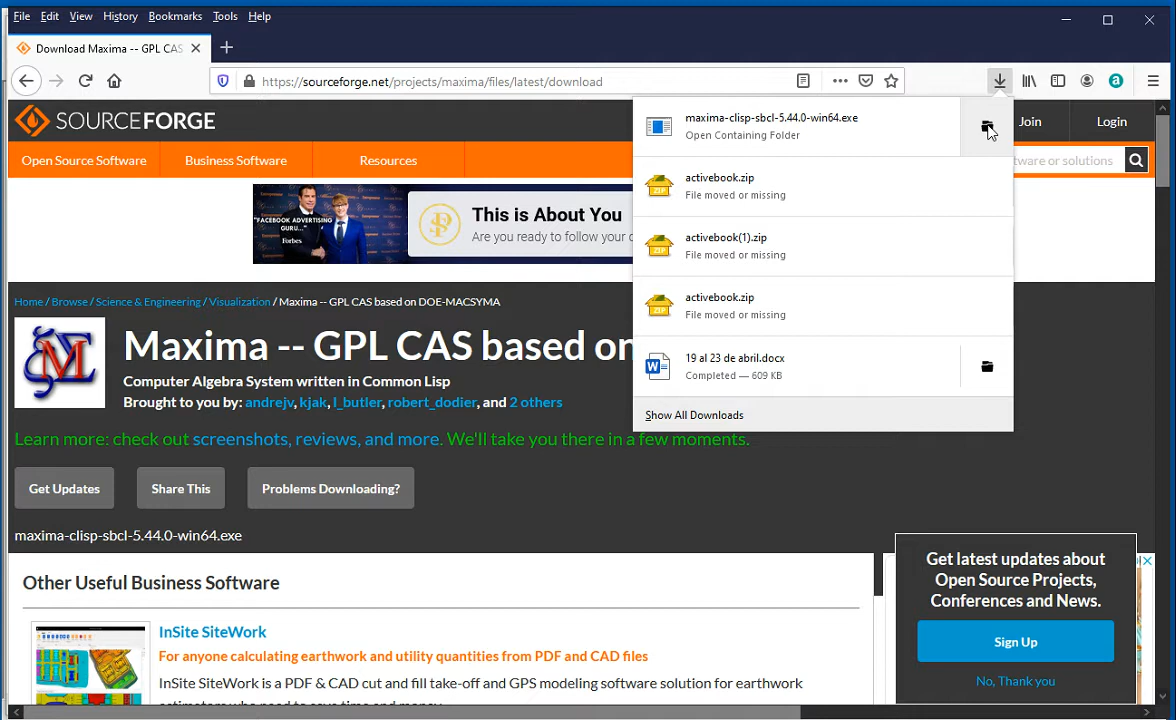 File Edit View History Bookmarks Tools Help
Download Maxima -- GPL CAS
https://sourceforge.net/projects/maxima/files/latest/download
SOURCEFORGE
Join Login
Open Source Software Business Software Resources
ware or solutions
maxima-clisp-sbcl-5.44.0-win64.exe
Open Containing Folder
activebook.zip
File moved or missing
activebook(1).zip
File moved or missing
activebook.zip
File moved or missing
19 al 23 de abril.docx
Completed — 609 KB
Show All Downloads
"FACEBOOK ADVERTISING
GURU..."
Forbes
This is About You
Are you ready to follow your
Home / Browse / Science & Engineering / Visualization / Maxima -- GPL CAS based on DOE-MACSYMA
Maxima -- GPL CAS based on
Computer Algebra System written in Common Lisp
Brought to you by: andrejv, kjak, l_butler, robert_dodier, and 2 others
Learn more: check out screenshots, reviews, and more. We'll take you there in a few moments.
Get Updates Share This Problems Downloading?
maxima-clisp-sbcl-5.44.0-win64.exe
Other Useful Business Software
InSite SiteWork
For anyone calculating earthwork and utility quantities from PDF and CAD files
InSite SiteWork is a PDF & CAD cut and fill take-off and GPS modeling software solution for earthwork
Get latest updates about
Open Source Projects,
Conferences and News.
Sign Up
No, Thank you